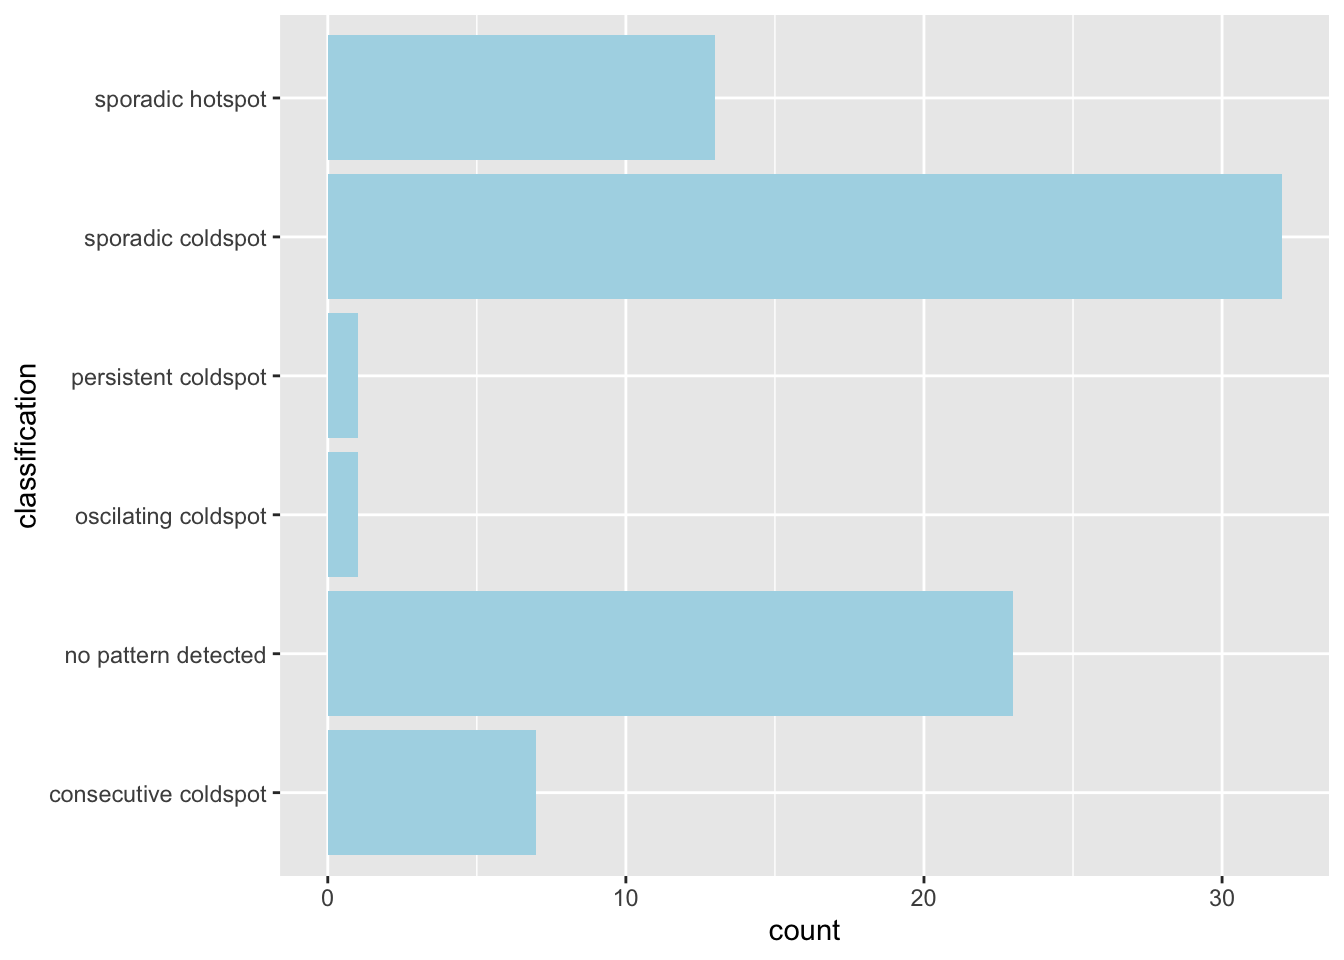 classification
sporadic hotspot
sporadic coldspot
persistent coldspot
oscilating coldspot
no pattern detected
consecutive coldspot
0 10 20 30
count